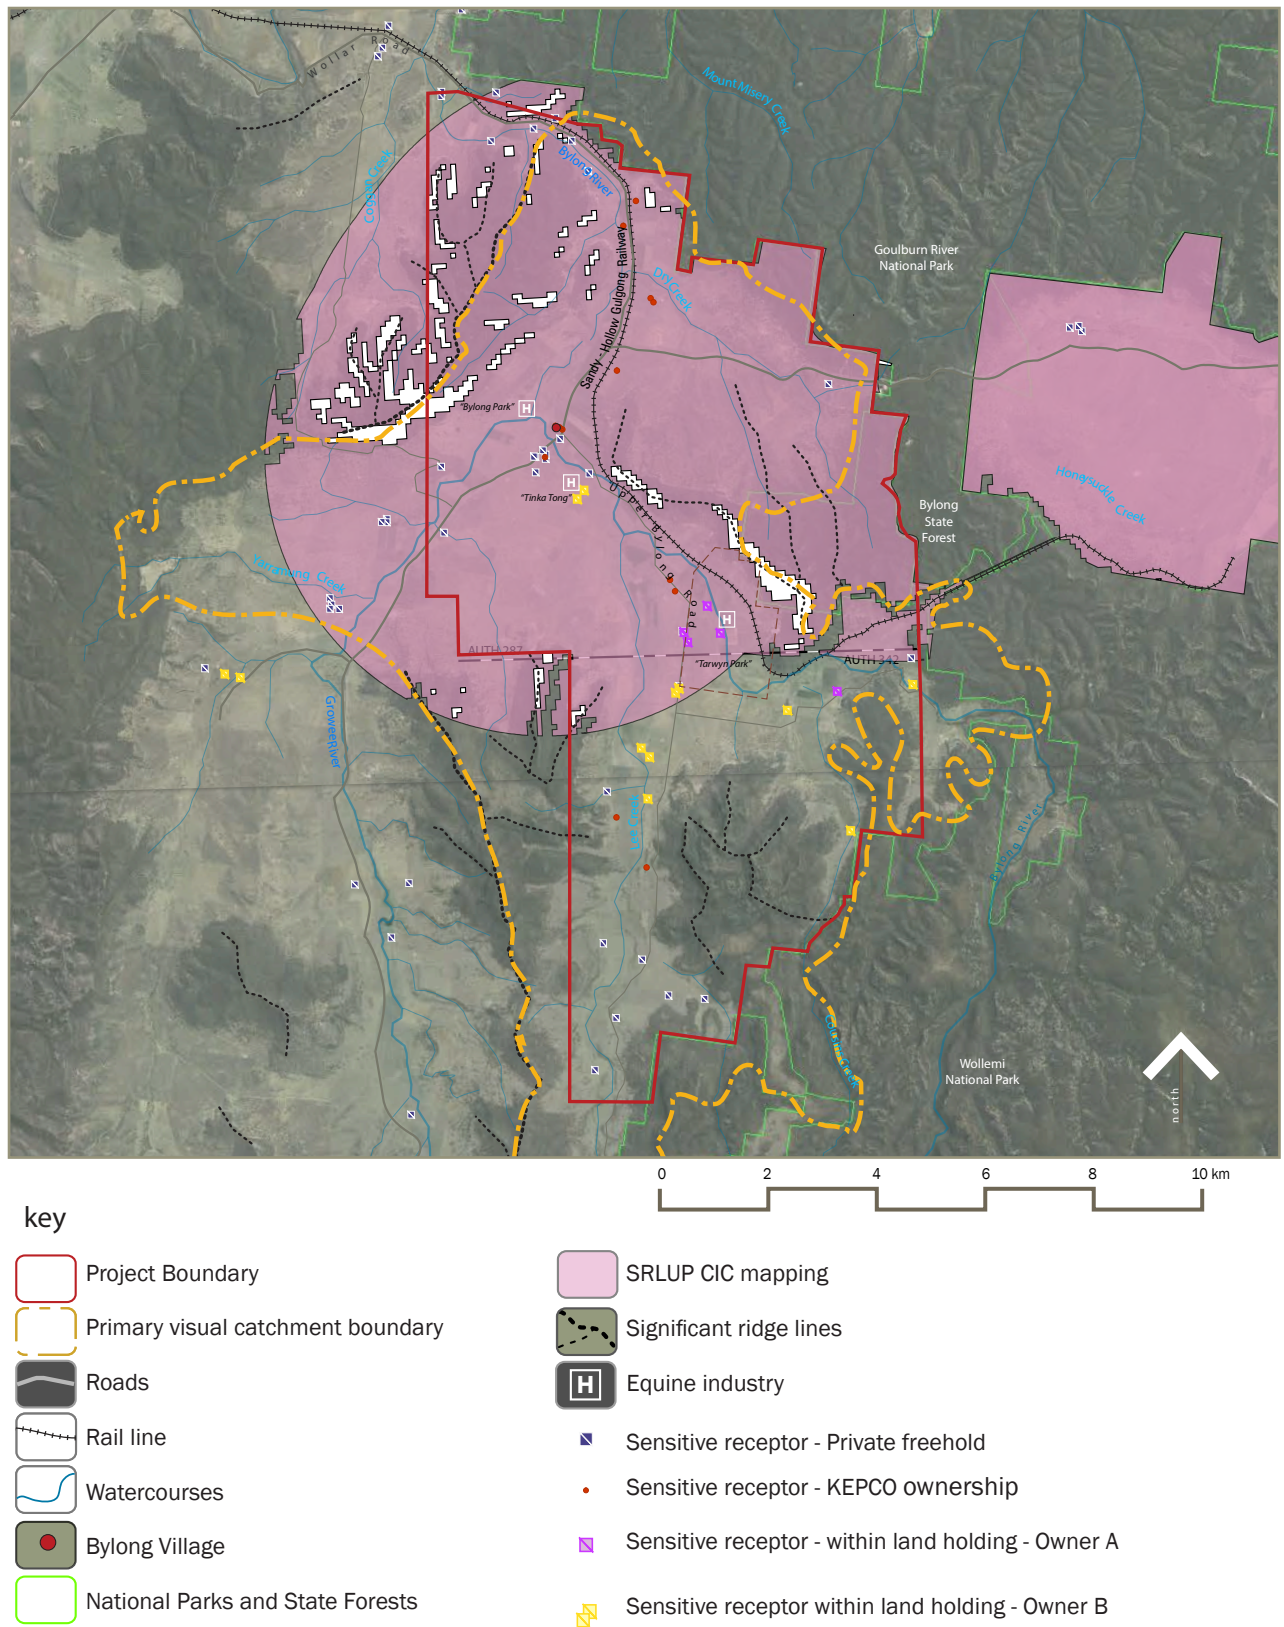 Wollar Road
Mount Misery Creek
Coggan Creek
Bylong River
Goulburn River
National Park
Dry Creek
Sandy - Hollow Gulgong Railway
"Bylong Park"
H
H
"Tinka Tong"
Upper Bylong Road
Honeysuckle Creek
Bylong
State
Forest
Yarramung Creek
H
AUTH 287
"Tarwyn Park"
AUTH 342
Growee River
Lee Creek
Bylong River
Wollemi
National Park
north
0 2 4 6 8 10 km
key
Project Boundary
Primary visual catchment boundary
Roads
Rail line
Watercourses
Bylong Village
National Parks and State Forests
SRLUP CIC mapping
Significant ridge lines
H Equine industry
Sensitive receptor - Private freehold
Sensitive receptor - KEPCO ownership
Sensitive receptor - within land holding - Owner A
Sensitive receptor within land holding - Owner B